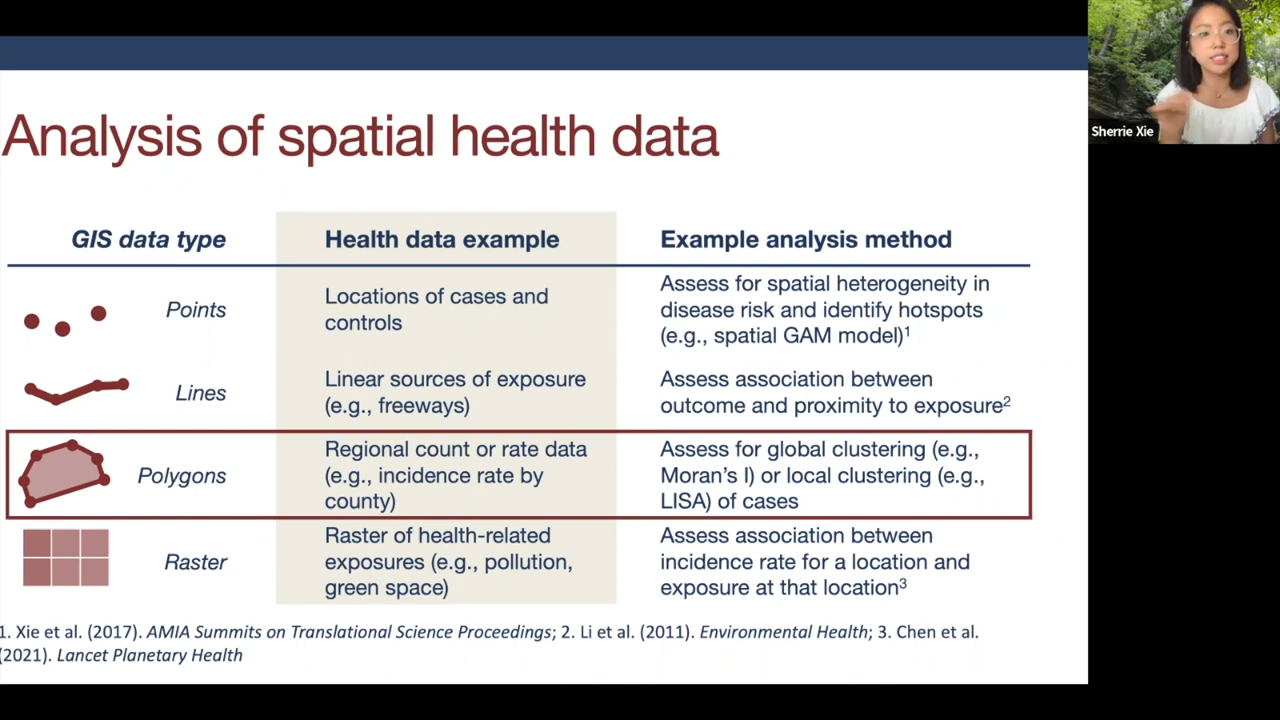 Analysis of spatial health data
GIS data type
Health data example
Example analysis method
Points
Locations of cases and
controls
Assess for spatial heterogeneity in
disease risk and identify hotspots
(e.g., spatial GAM model)¹
Lines
Linear sources of exposure
(e.g., freeways)
Assess association between
outcome and proximity to exposure²
Polygons
Regional count or rate data
(e.g., incidence rate by
county)
Assess for global clustering (e.g.,
Moran’s I) or local clustering (e.g.,
LISA) of cases
Raster
Raster of health-related
exposures (e.g., pollution,
green space)
Assess association between
incidence rate for a location and
exposure at that location³
1. Xie et al. (2017). AMIA Summits on Translational Science Proceedings; 2. Li et al. (2011). Environmental Health; 3. Chen et al.
(2021). Lancet Planetary Health
Sherrie Xie